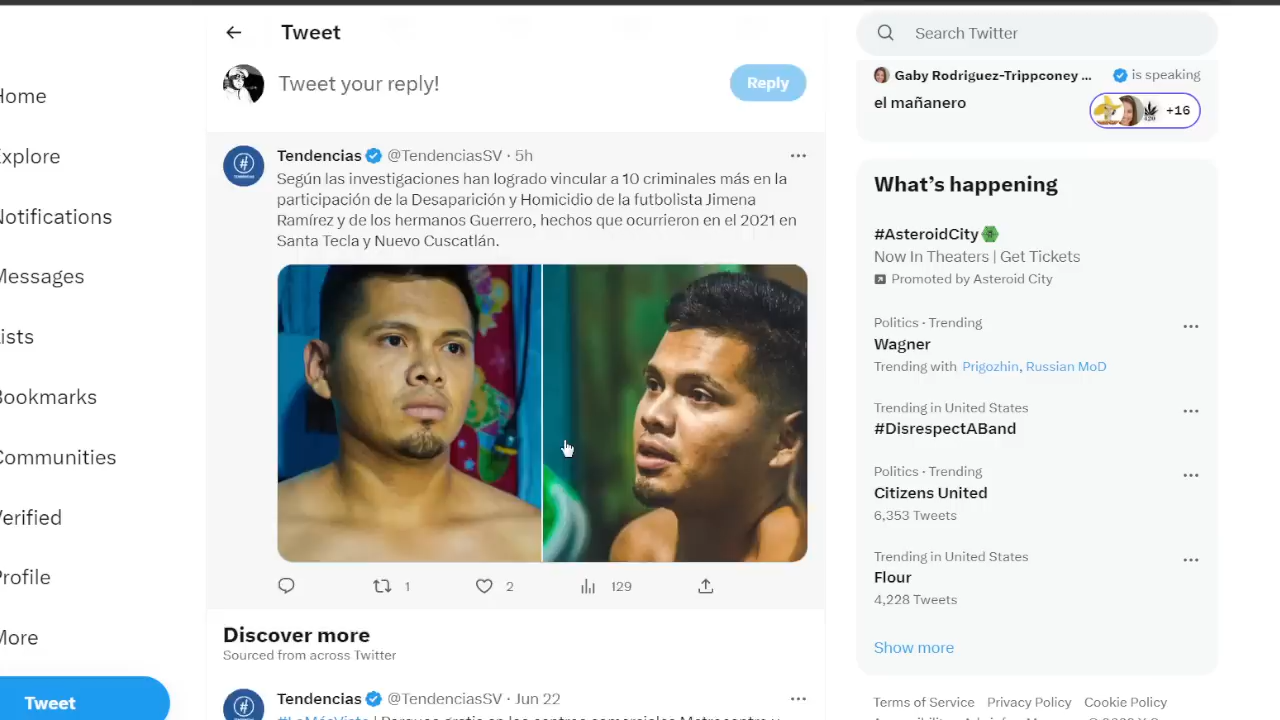 Tweet
Tweet your reply!
Reply
Home
Explore
Notifications
Messages
Lists
Bookmarks
Communities
Verified
Profile
More
Tweet
Tendencias @TendenciasSV · 5h
Según las investigaciones han logrado vincular a 10 criminales más en la
participación de la Desaparición y Homicidio de la futbolista Jimena
Ramírez y de los hermanos Guerrero, hechos que ocurrieron en el 2021 en
Santa Tecla y Nuevo Cuscatlán.
1 2 129
Discover more
Sourced from across Twitter
Tendencias @TendenciasSV · Jun 22
Search Twitter
Gaby Rodriguez-Trippconey ... is speaking
el mañanero
+16
What's happening
#AsteroidCity
Now In Theaters | Get Tickets
Promoted by Asteroid City
Politics · Trending
Wagner
Trending with Prigozhin, Russian MoD
Trending in United States
#DisrespectABand
Politics · Trending
Citizens United
6,353 Tweets
Trending in United States
Flour
4,228 Tweets
Show more
Terms of Service Privacy Policy Cookie Policy